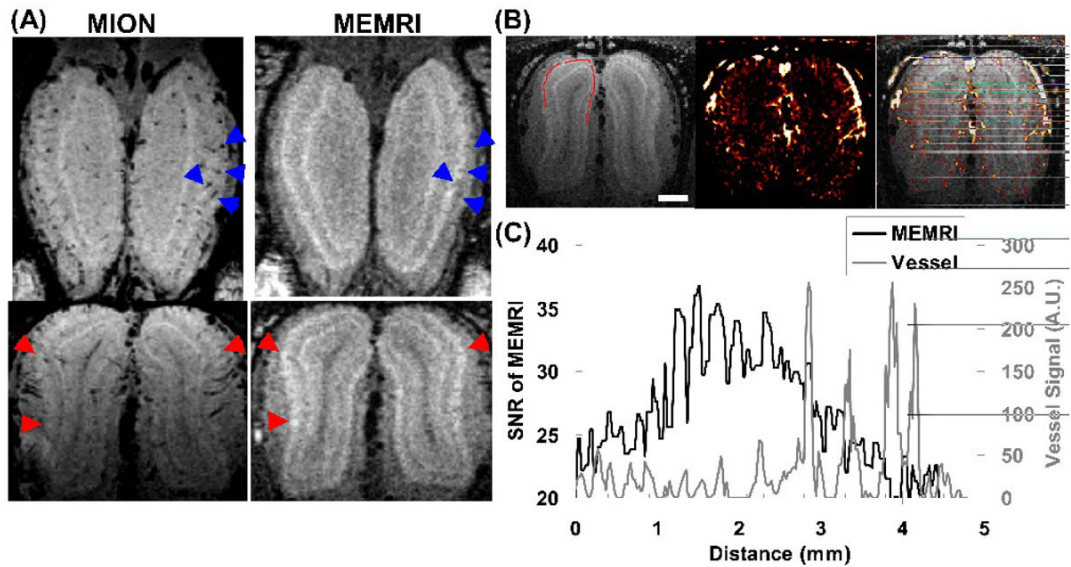 (A)
MION
MEMRI
(B)
(C)
MEMRI
Vessel
SNR of MEMRI
40
35
30
25
20
300
250
200
150
100
50
0
Vessel Signal (A.U.)
0 1 2 3 4 5
Distance (mm)